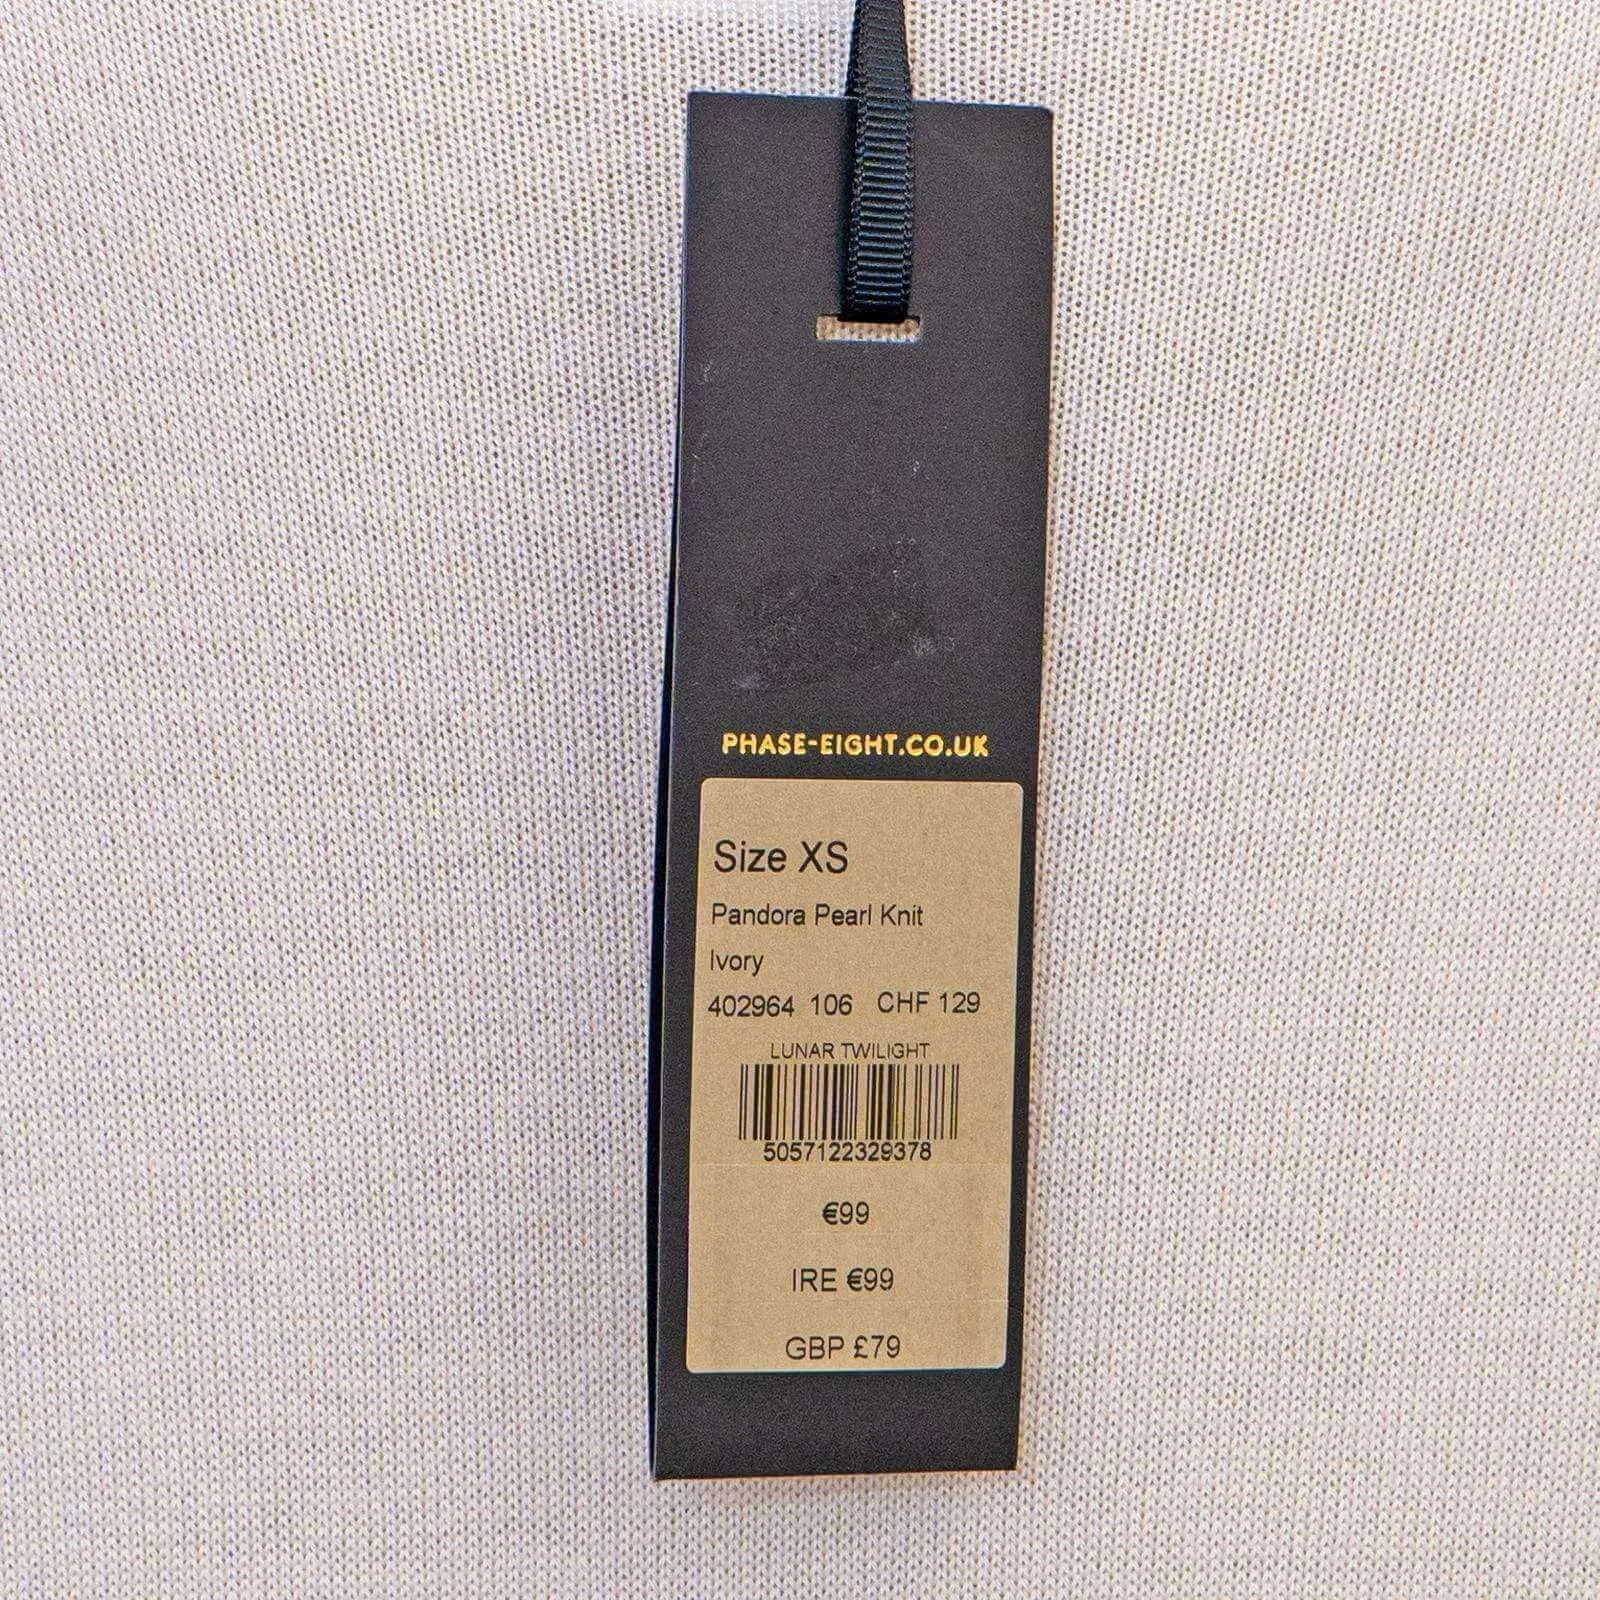 PHASE-EIGHT.CO.UK
Size XS
Pandora Pearl Knit
Ivory
402964 106 CHF 129
LUNAR TWILIGHT
5057122329378
€99
IRE €99
GBP £79